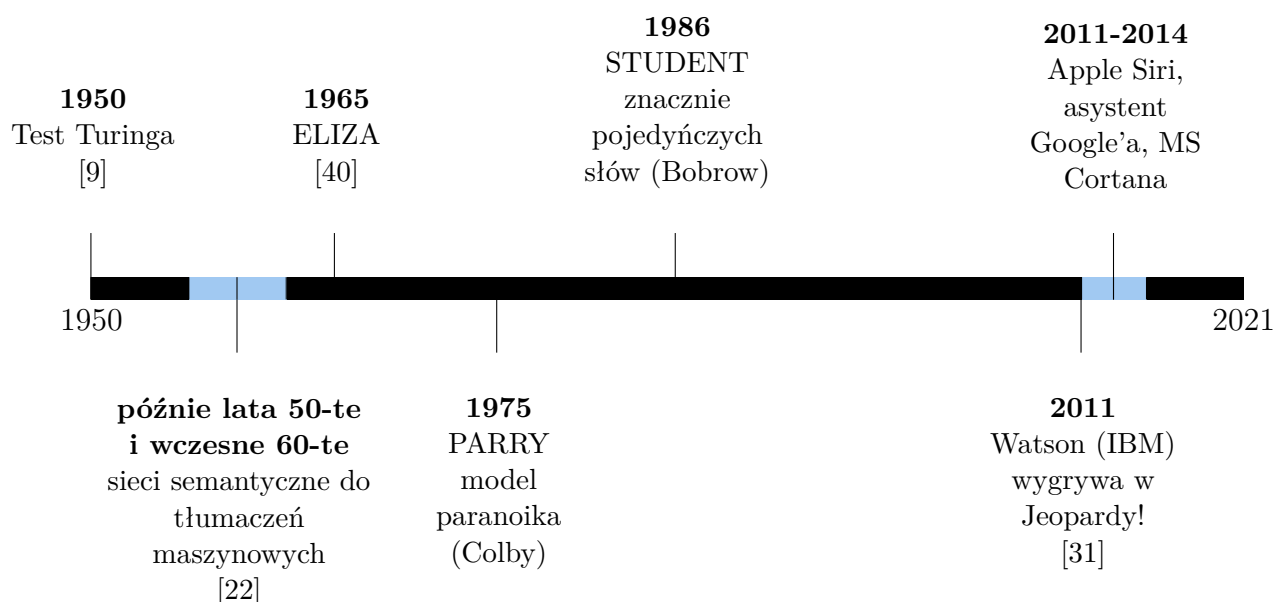 1950
Test Turinga
[9]
1965
ELIZA
[40]
1986
STUDENT
znacznie
pojedyńczych
słów (Bobrow)
2011-2014
Apple Siri,
asystent
Google’a, MS
Cortana
1950
2021
późnie lata 50-te
i wczesne 60-te
sieci semantyczne do
tłumaczeń
maszynowych
[22]
1975
PARRY
model
paranoika
(Colby)
2011
Watson (IBM)
wygrywa w
Jeopardy!
[31]